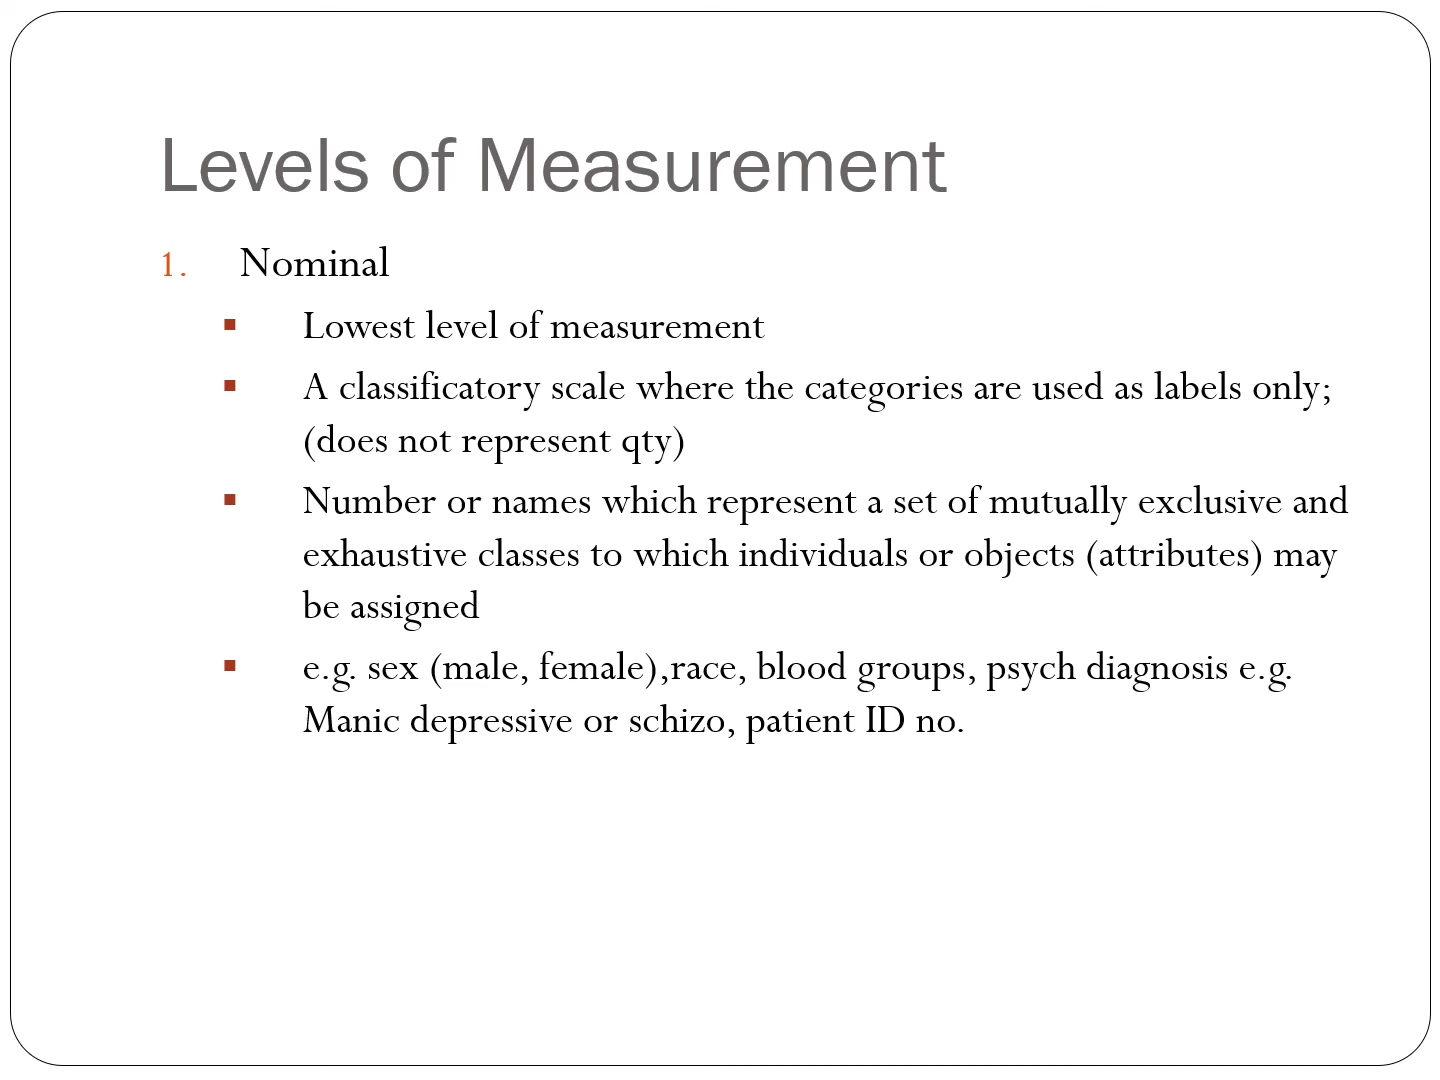 Levels of Measurement
1. Nominal
▪ Lowest level of measurement
▪ A classificatory scale where the categories are used as labels only;
(does not represent qty)
▪ Number or names which represent a set of mutually exclusive and
exhaustive classes to which individuals or objects (attributes) may
be assigned
▪ e.g. sex (male, female),race, blood groups, psych diagnosis e.g.
Manic depressive or schizo, patient ID no.